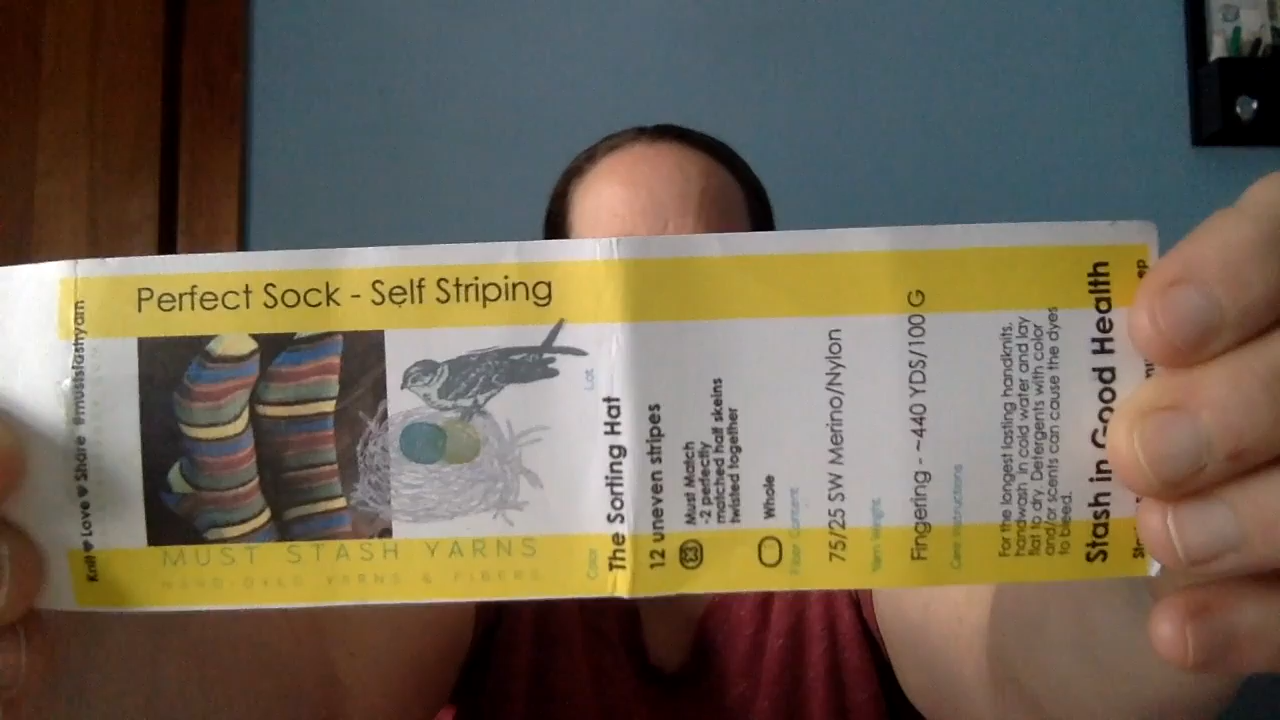 Knit ♥ Love ♥ Share #muststashyarn
Perfect Sock - Self Striping
MUST STASH YARNS
HAND-DYED YARNS & FIBERS
Color
Lot
The Sorting Hat
12 uneven stripes
Must Match
-2 perfectly
matched half skeins
twisted together
Whole
Fiber Content
75/25 SW Merino/Nylon
Yarn Weight
Fingering - ~440 YDS/100 G
Care Instructions
For the longest lasting handknits,
handwash in cold water and lay
flat to dry. Detergents with color
and/or scents can cause the dyes
to bleed.
Stash in Good Health